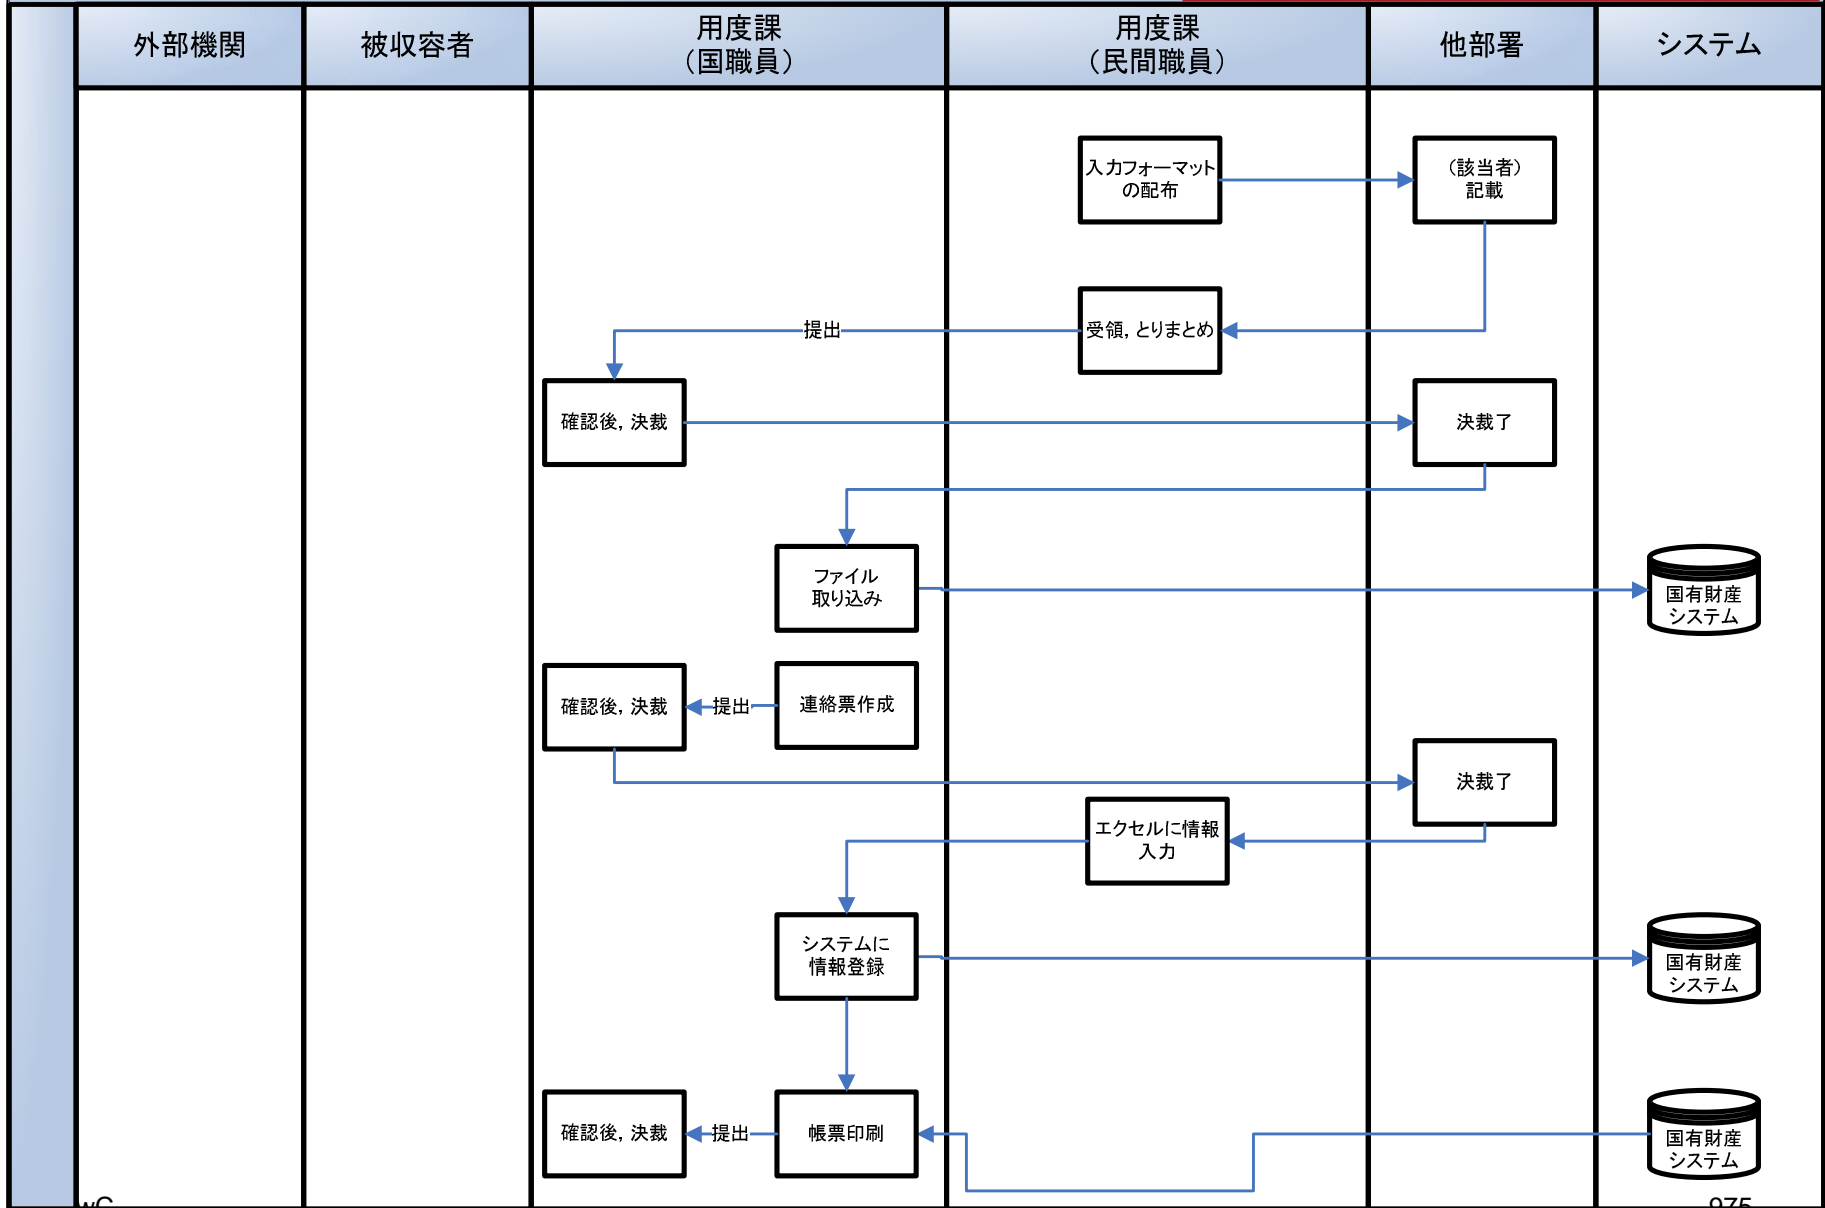 外部機関
被収容者
用度課
（国職員）
用度課
（民間職員）
他部署
システム
入力フォーマット
の配布
（該当者）
記載
受領，とりまとめ
提出
確認後，決裁
決裁了
ファイル
取り込み
国有財産
システム
確認後，決裁
提出
連絡票作成
決裁了
エクセルに情報
入力
システムに
情報登録
国有財産
システム
確認後，決裁
提出
帳票印刷
国有財産
システム
wC
975